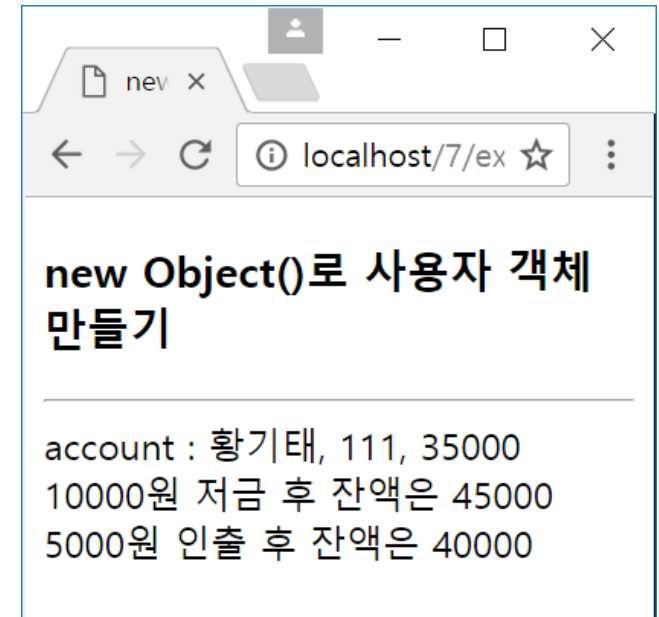 new
localhost/7/ex
new Object()로 사용자 객체
만들기
account : 황기태, 111, 35000
10000원 저금 후 잔액은 45000
5000원 인출 후 잔액은 40000